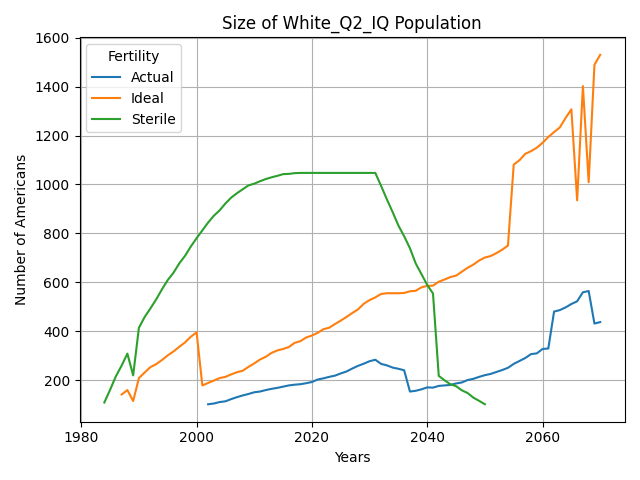 Size of White_Q2_IQ Population
Number of Americans
1600
1400
1200
1000
800
600
400
200
Fertility
Actual
Ideal
Sterile
1980
2000
2020
2040
2060
Years